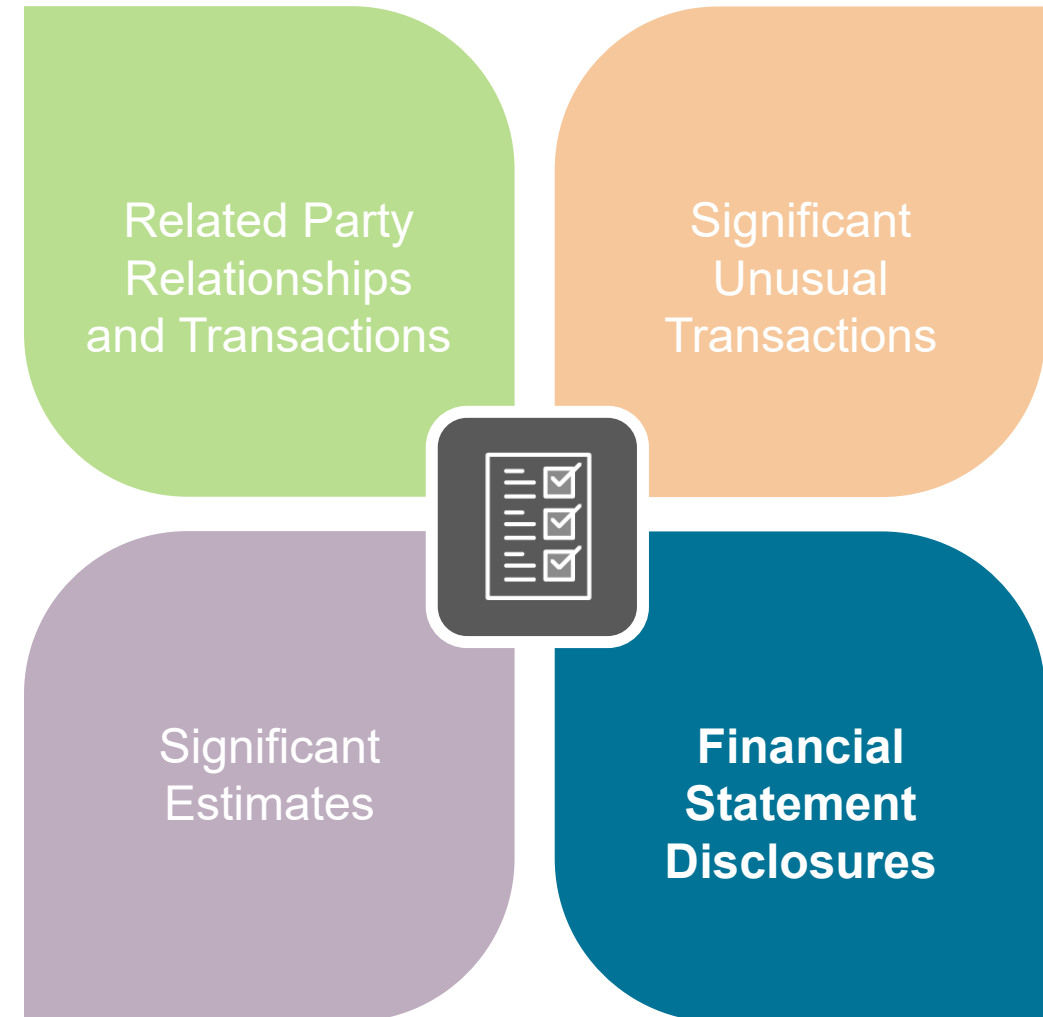 Related Party
Relationships
and Transactions
Significant
Unusual
Transactions
Significant
Estimates
Financial
Statement
Disclosures